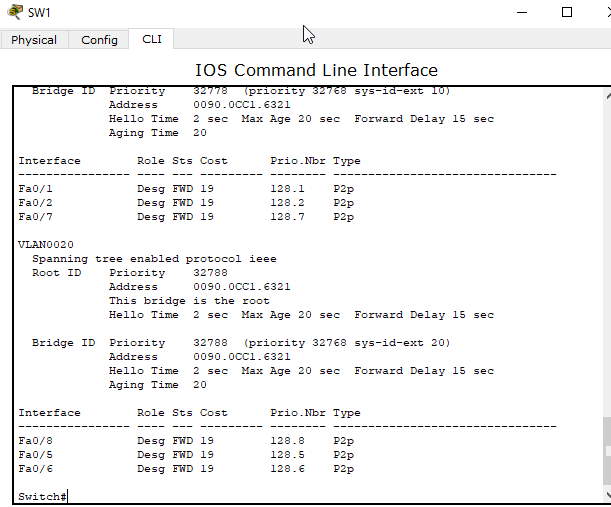 SW1
Physical Config CLI
IOS Command Line Interface
Bridge ID  Priority    32778  (priority 32768 sys-id-ext 10)
Address     0090.0CC1.6321
Hello Time  2 sec  Max Age 20 sec  Forward Delay 15 sec
Aging Time  20
Interface        Role Sts Cost      Prio.Nbr Type
---------------- ---- --- --------- -------- --------------------------------
Fa0/1            Desg FWD 19        128.1    P2p
Fa0/2            Desg FWD 19        128.2    P2p
Fa0/7            Desg FWD 19        128.7    P2p
VLAN0020
Spanning tree enabled protocol ieee
Root ID    Priority    32788
Address     0090.0CC1.6321
This bridge is the root
Hello Time  2 sec  Max Age 20 sec  Forward Delay 15 sec
Bridge ID  Priority    32788  (priority 32768 sys-id-ext 20)
Address     0090.0CC1.6321
Hello Time  2 sec  Max Age 20 sec  Forward Delay 15 sec
Aging Time  20
Interface        Role Sts Cost      Prio.Nbr Type
---------------- ---- --- --------- -------- --------------------------------
Fa0/8            Desg FWD 19        128.8    P2p
Fa0/5            Desg FWD 19        128.5    P2p
Fa0/6            Desg FWD 19        128.6    P2p
Switch#